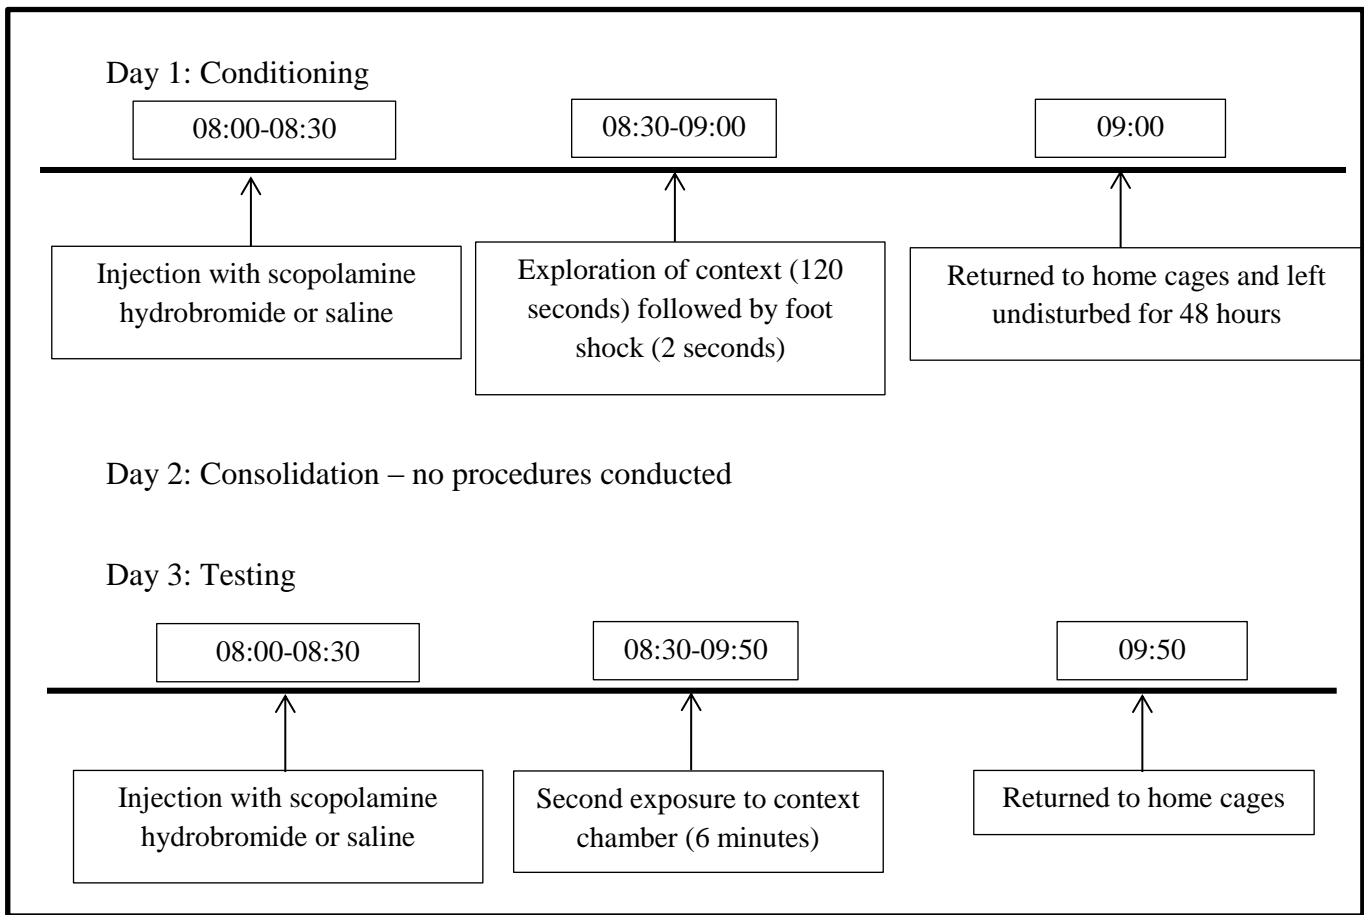 Day 1: Conditioning
08:00-08:30
08:30-09:00
09:00
Injection with scopolamine
hydrobromide or saline
Exploration of context (120
seconds) followed by foot
shock (2 seconds)
Returned to home cages and left
undisturbed for 48 hours
Day 2: Consolidation – no procedures conducted
Day 3: Testing
08:00-08:30
08:30-09:50
09:50
Injection with scopolamine
hydrobromide or saline
Second exposure to context
chamber (6 minutes)
Returned to home cages